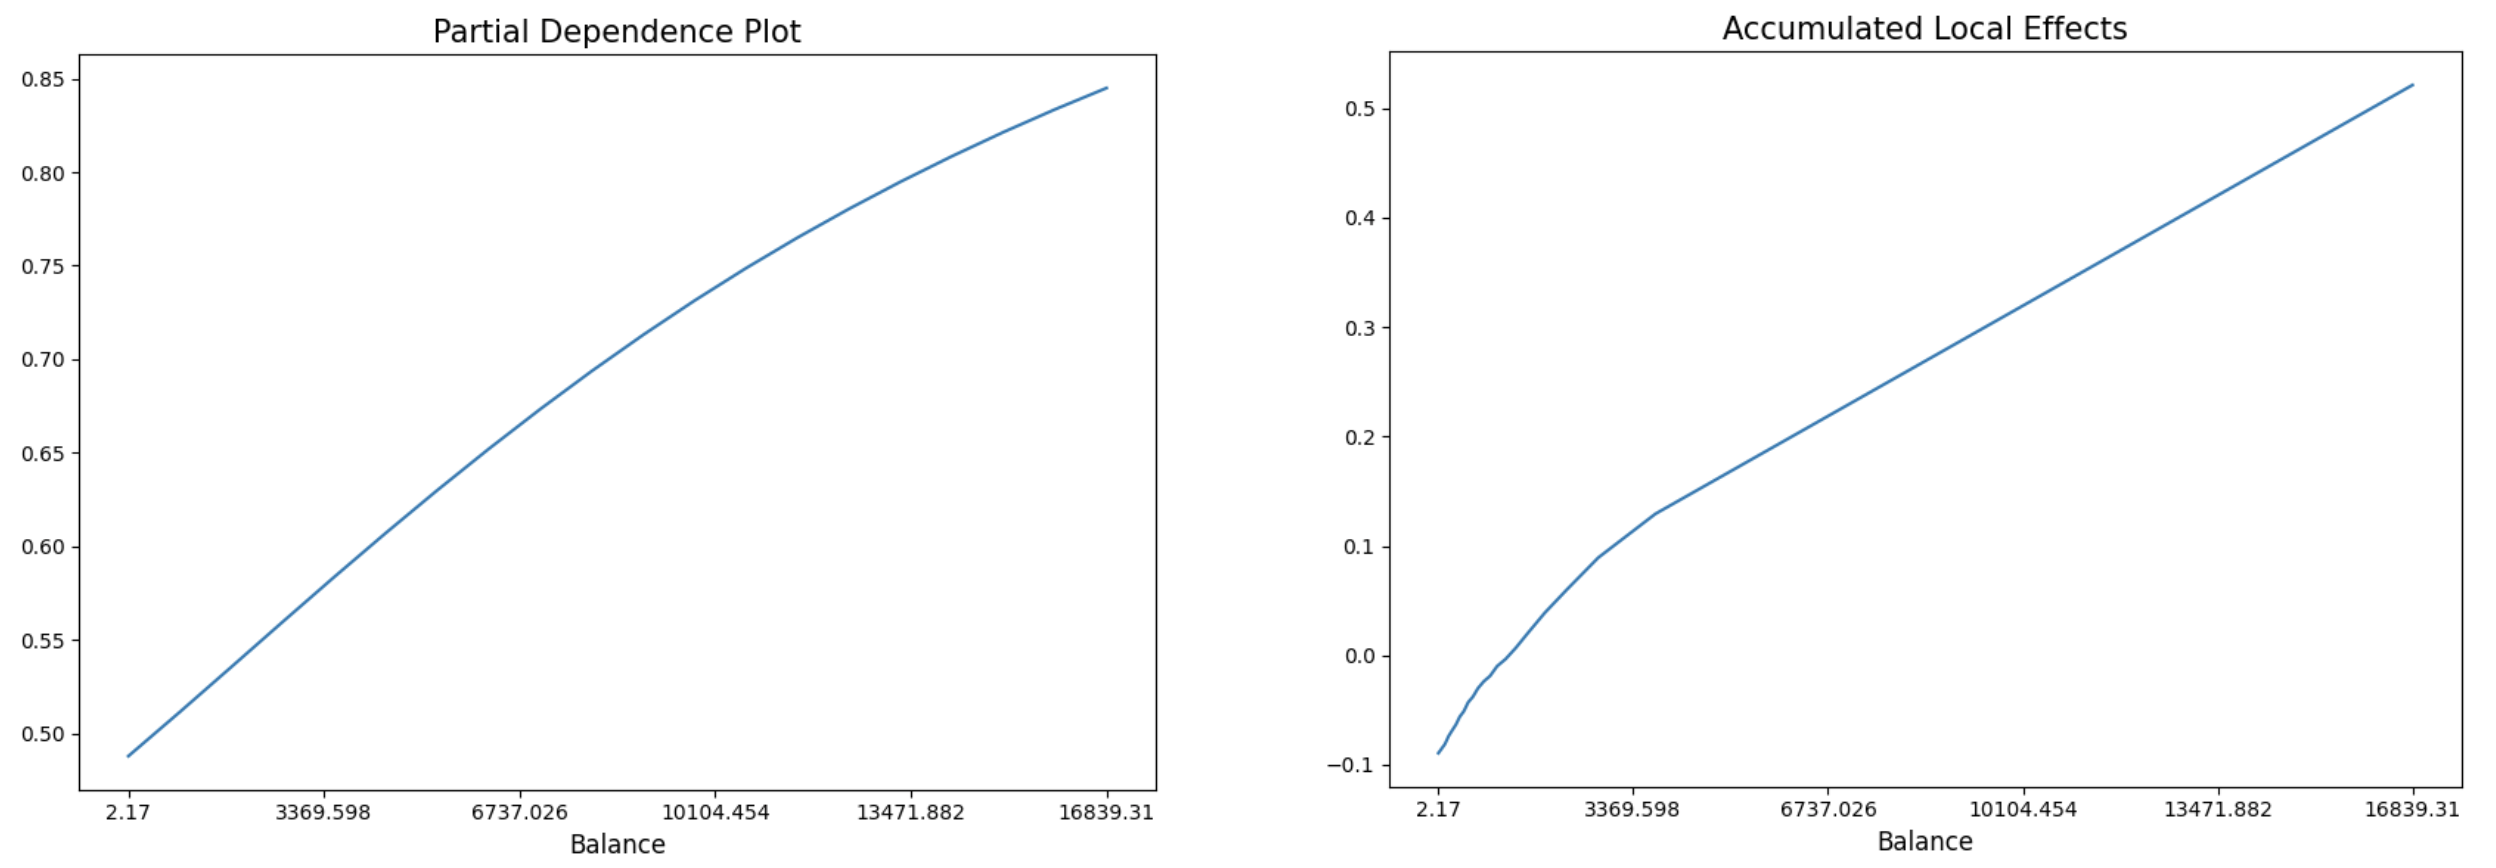 Partial Dependence Plot
0.85
0.80
0.75
0.70
0.65
0.60
0.55
0.50
2.17 3369.598 6737.026 10104.454 13471.882 16839.31
Balance
Accumulated Local Effects
0.5
0.4
0.3
0.2
0.1
0.0
−0.1
2.17 3369.598 6737.026 10104.454 13471.882 16839.31
Balance